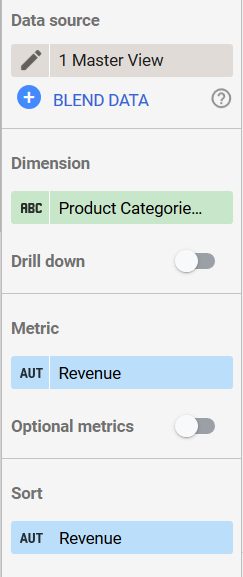 Data source
1 Master View
+ BLEND DATA ?
Dimension
ABC Product Categorie...
Drill down
Metric
AUT Revenue
Optional metrics
Sort
AUT Revenue